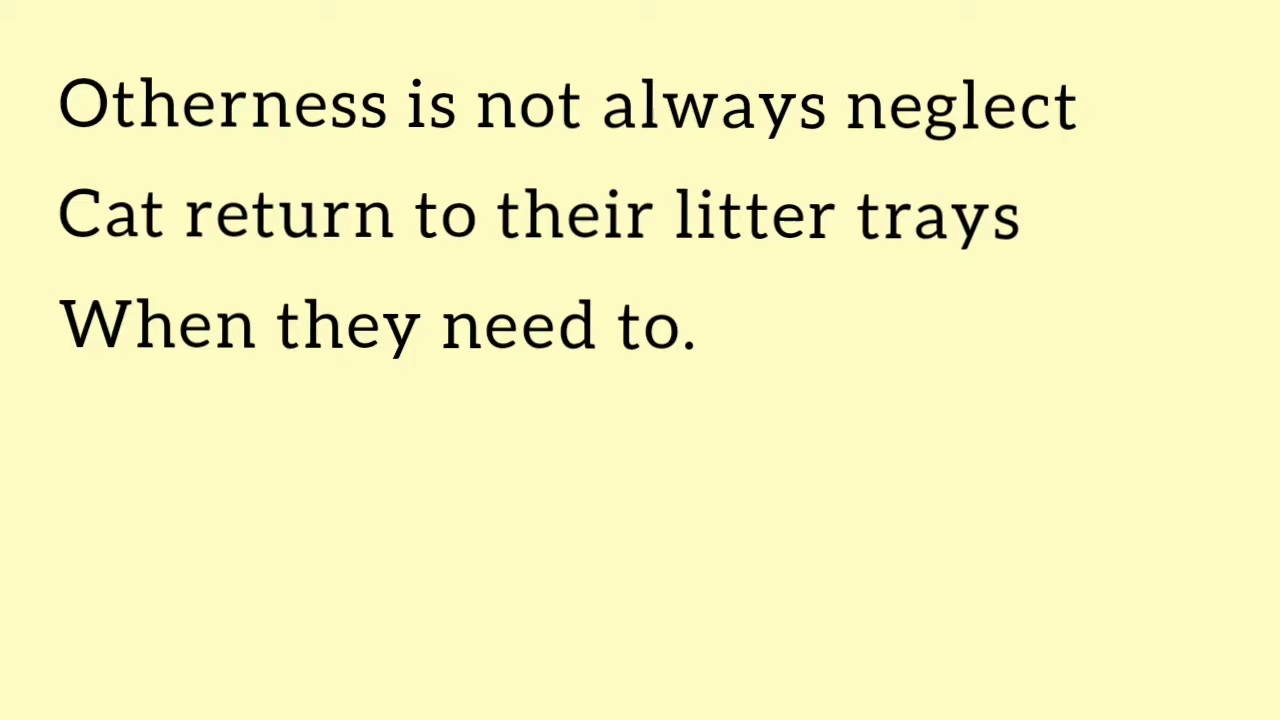 Otherness is not always neglect
Cat return to their litter trays
When they need to.